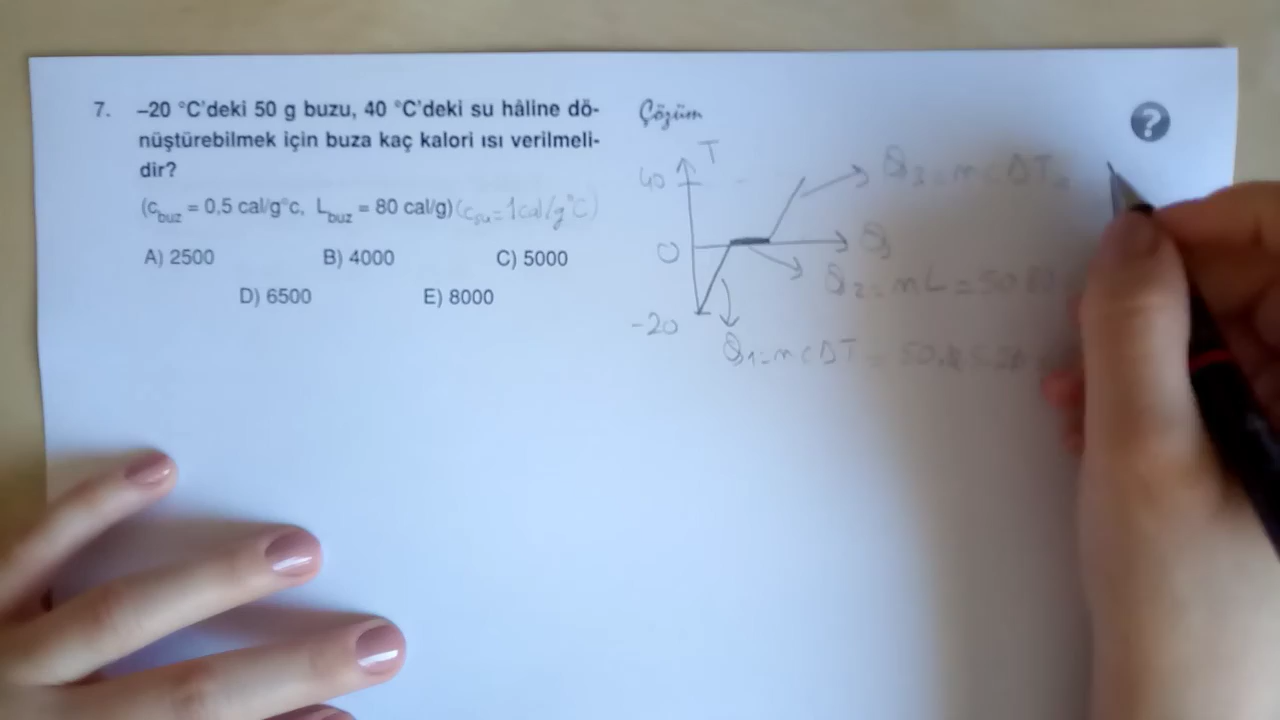 7. –20 °C'deki 50 g buzu, 40 °C'deki su hâline dö-
nüştürebilmek için buza kaç kalori ısı verilmeli-
dir?
(c_buz = 0,5 cal/g°c, L_buz = 80 cal/g) (c_su = 1 cal/g°C)
A) 2500 B) 4000 C) 5000
D) 6500 E) 8000
Çözüm
?
T
40
Q3 = m c ΔT =
0
Q
Q2 = mL = 50
-20
Q1 = m c ΔT = 50.